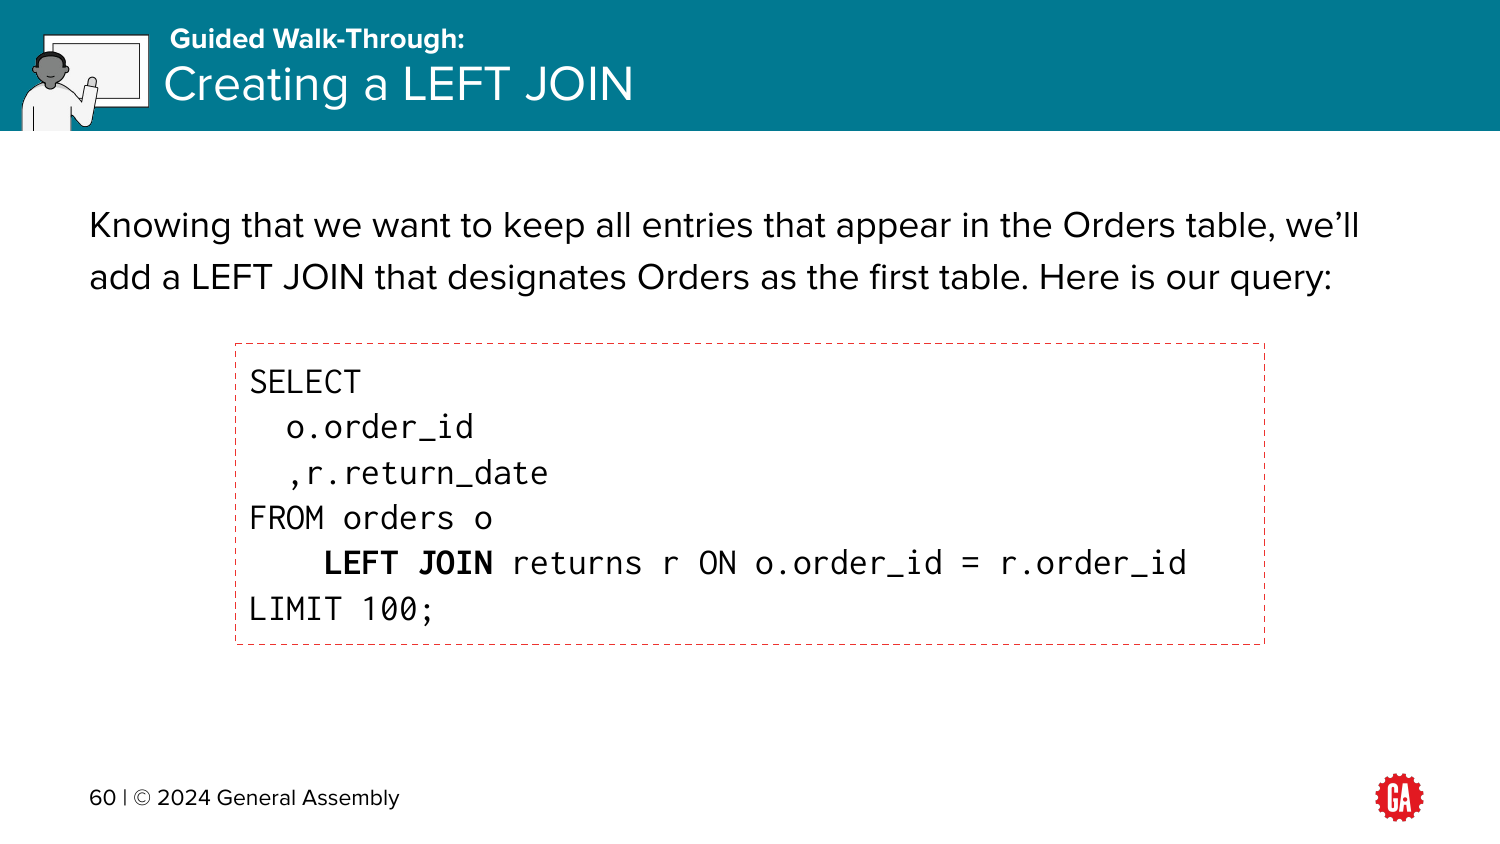 Guided Walk-Through:
Creating a LEFT JOIN
Knowing that we want to keep all entries that appear in the Orders table, we’ll
add a LEFT JOIN that designates Orders as the first table. Here is our query:
SELECT
  o.order_id
  ,r.return_date
FROM orders o
    LEFT JOIN returns r ON o.order_id = r.order_id
LIMIT 100;
60 | © 2024 General Assembly
GA